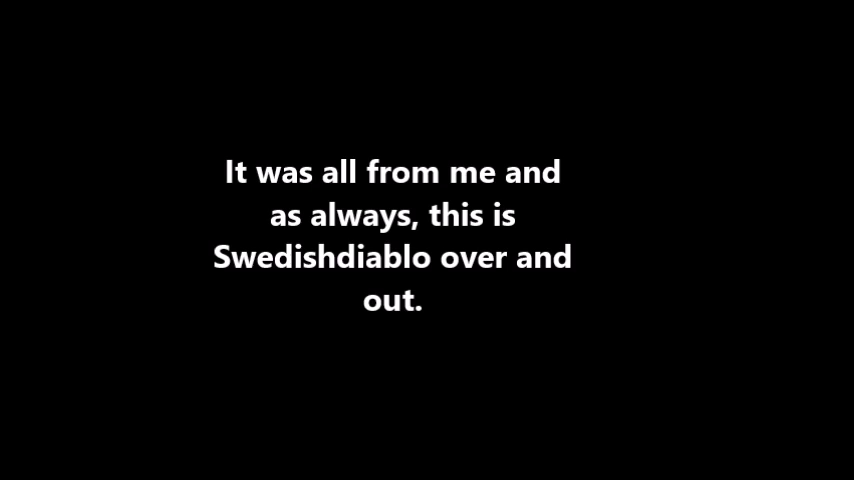 It was all from me and
as always, this is
Swedishdiablo over and
out.